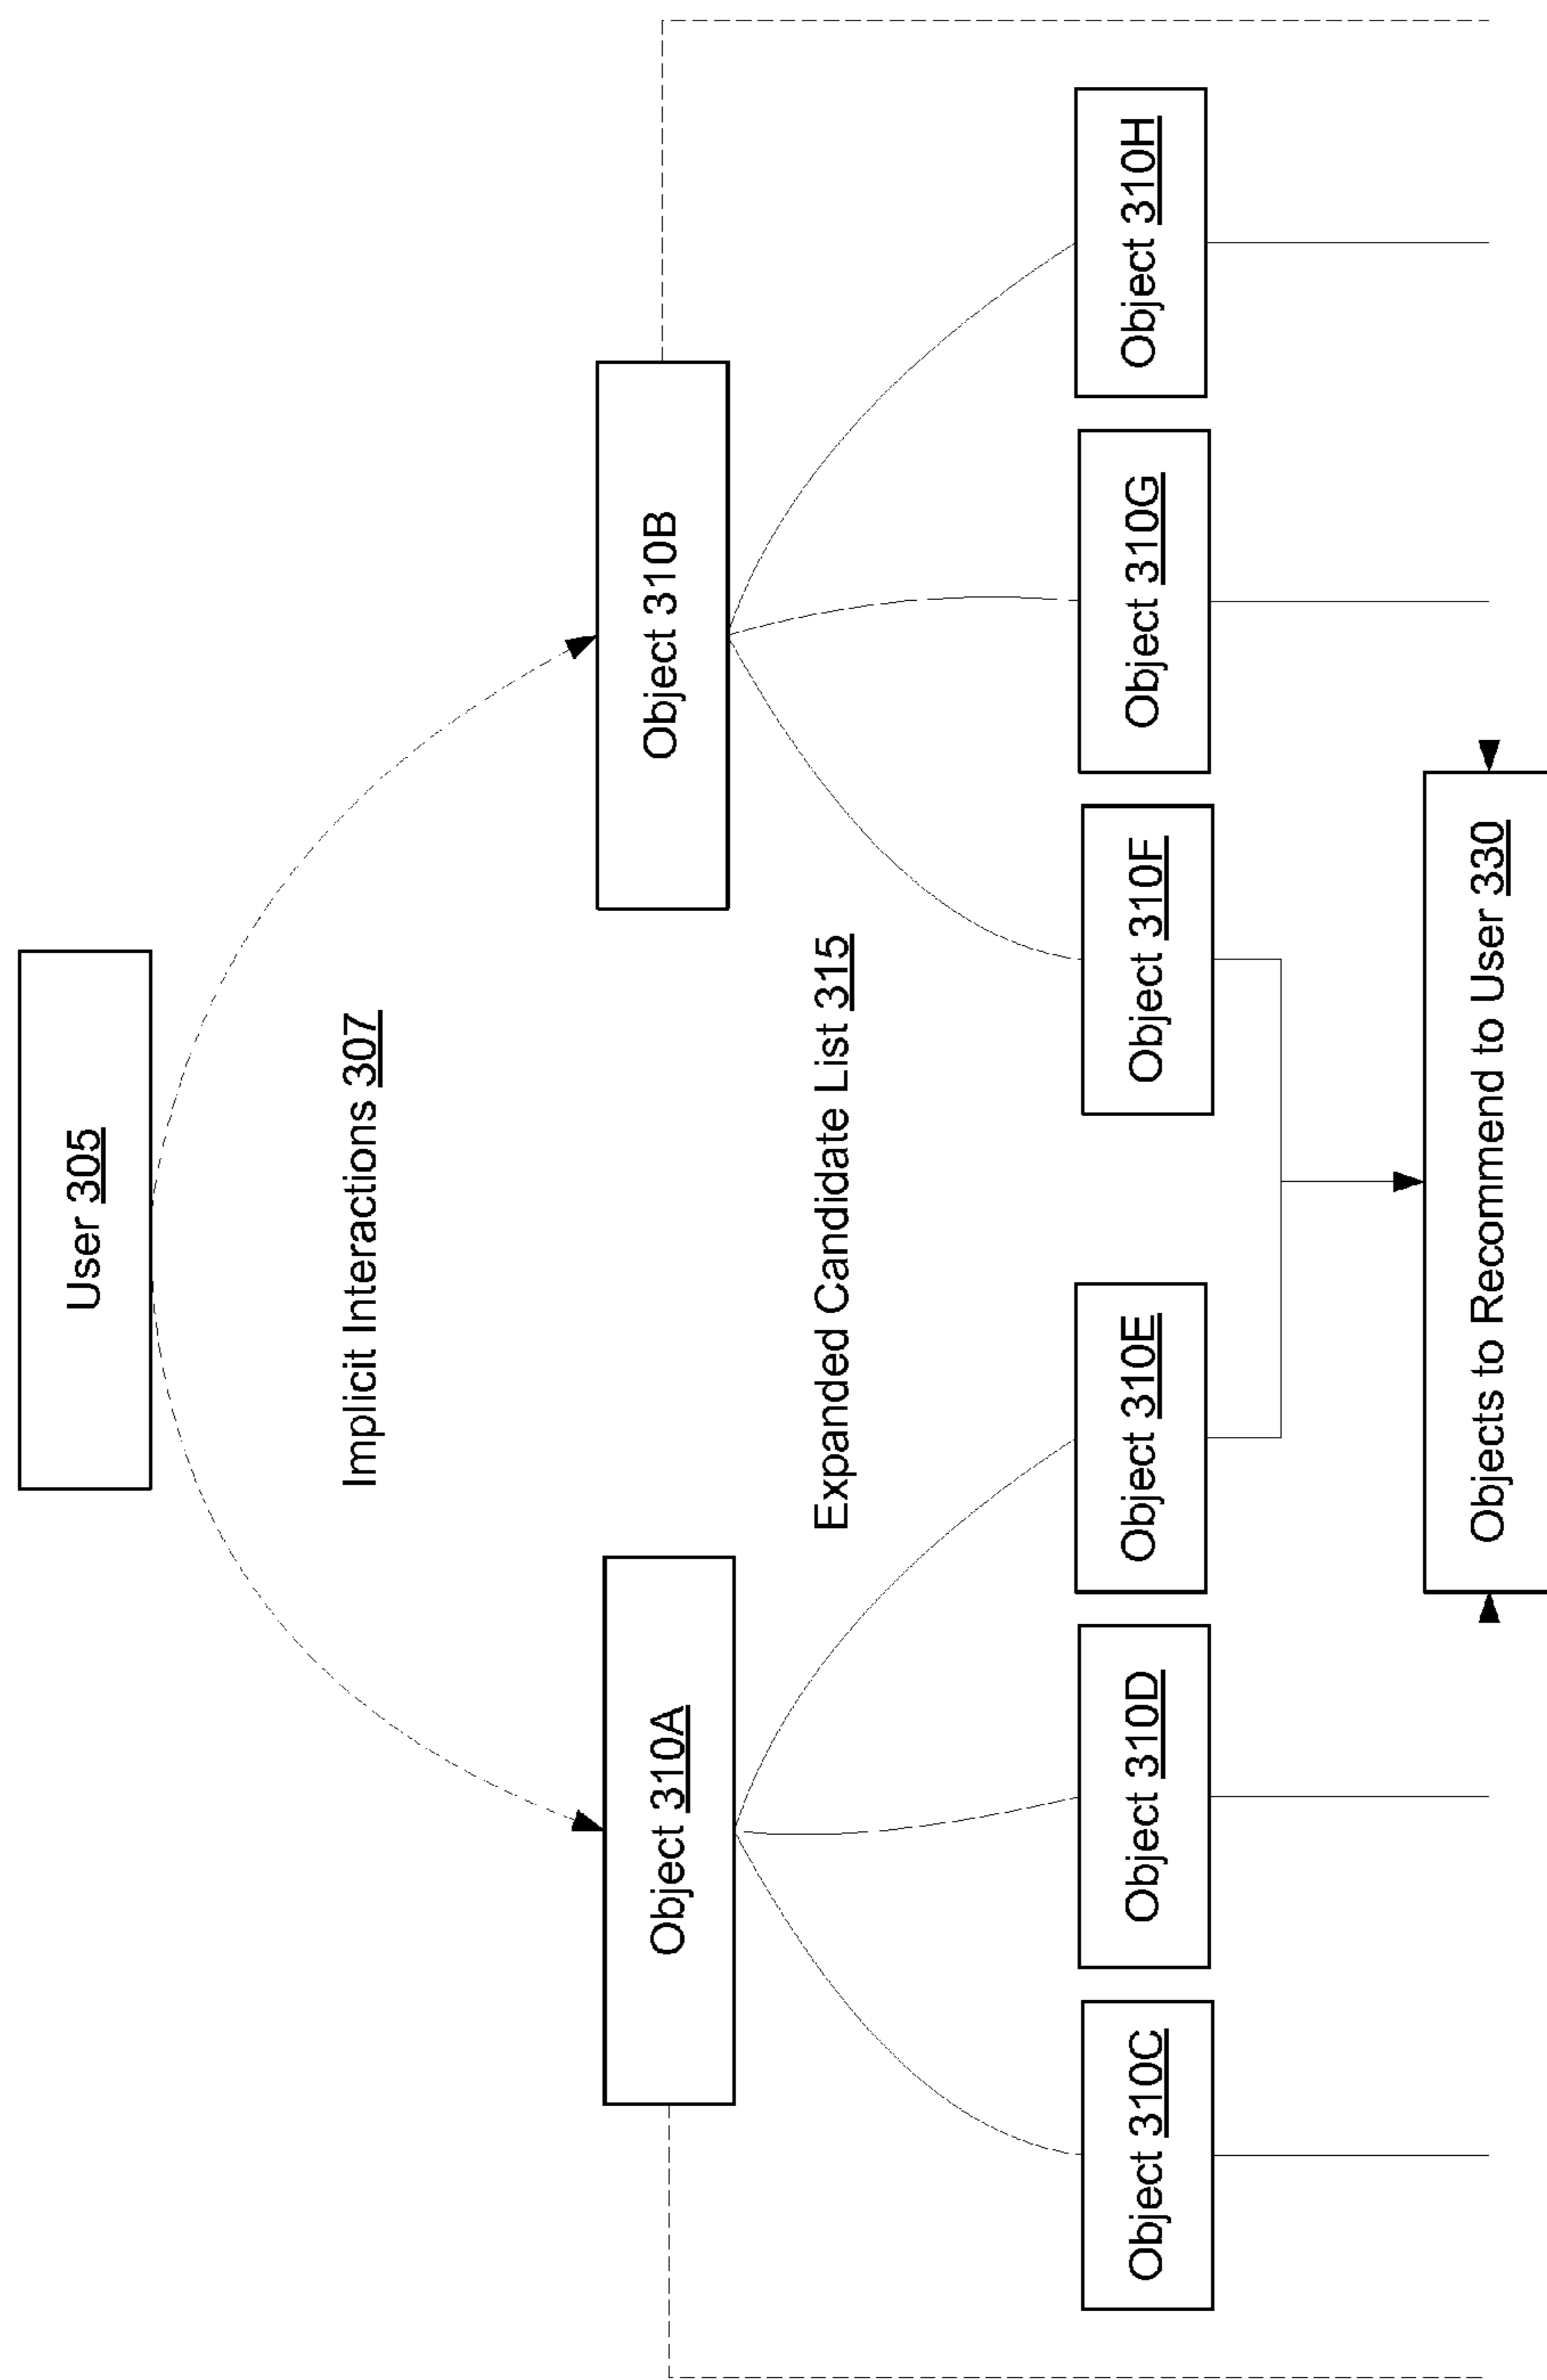 User 305
Implicit Interactions 307
Object 310A
Object 310B
Expanded Candidate List 315
Object 310C
Object 310D
Object 310E
Object 310F
Object 310G
Object 310H
Objects to Recommend to User 330